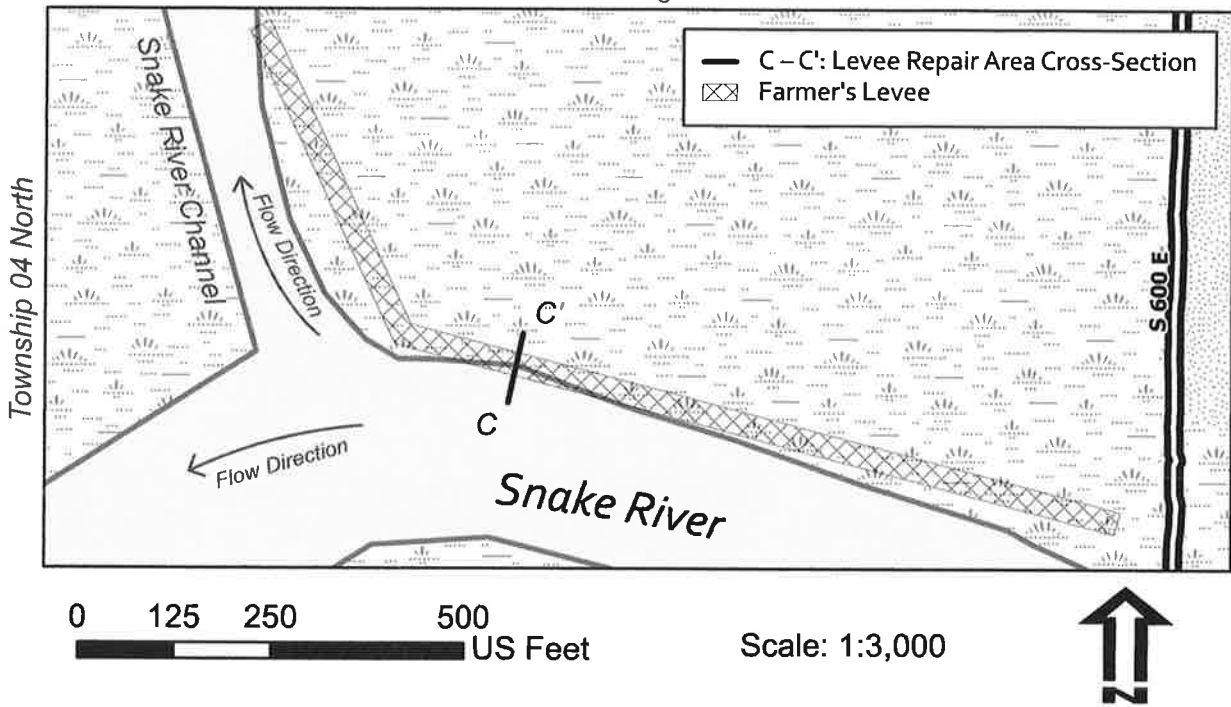 C – C': Levee Repair Area Cross-Section
Farmer's Levee
Township 04 North
Snake River Channel
Flow Direction
S 600 E
C'
C
Flow Direction
Snake River
0 125 250 500
US Feet
Scale: 1:3,000
N